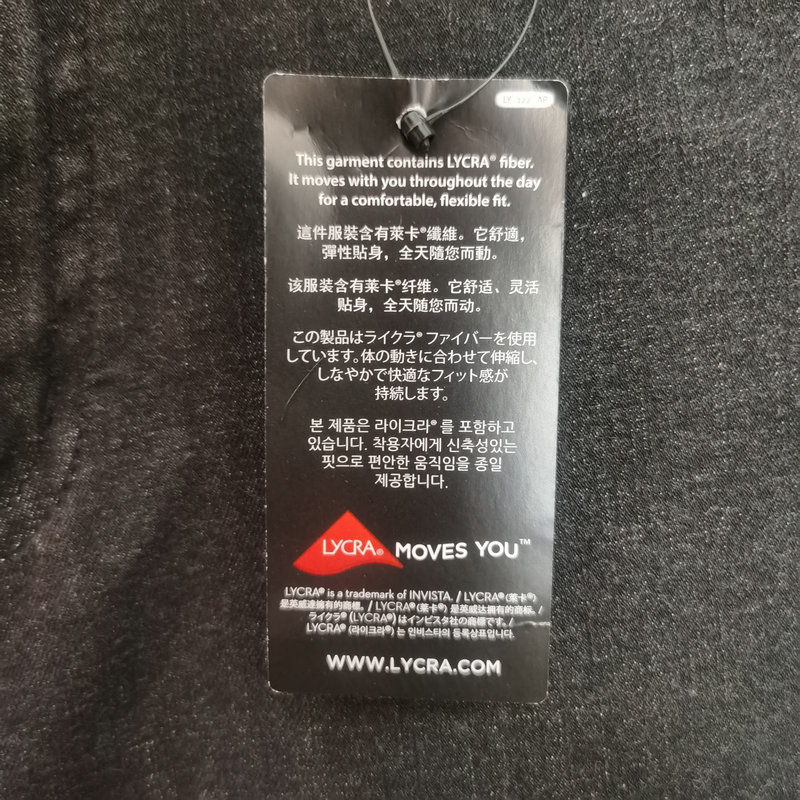 This garment contains LYCRA® fiber.
It moves with you throughout the day
for a comfortable, flexible fit.
這件服裝含有萊卡®纖維。它舒適，
彈性貼身，全天隨您而動。
该服装含有莱卡®纤维。它舒适、灵活
贴身，全天随您而动。
この製品はライクラ® ファイバーを使用
しています。体の動きに合わせて伸縮し、
しなやかで快適なフィット感が
持続します。
본 제품은 라이크라® 를 포함하고
있습니다. 착용자에게 신축성있는
핏으로 편안한 움직임을 종일
제공합니다.
LYCRA® MOVES YOU™
LYCRA® is a trademark of INVISTA. / LYCRA® (萊卡®)
是英威達擁有的商標。/ LYCRA® (莱卡®) 是英威达拥有的商标。/
ライクラ® (LYCRA®) はインビスタ社の商標です。/
LYCRA® (라이크라®) 는 인비스타의 등록상표입니다.
WWW.LYCRA.COM